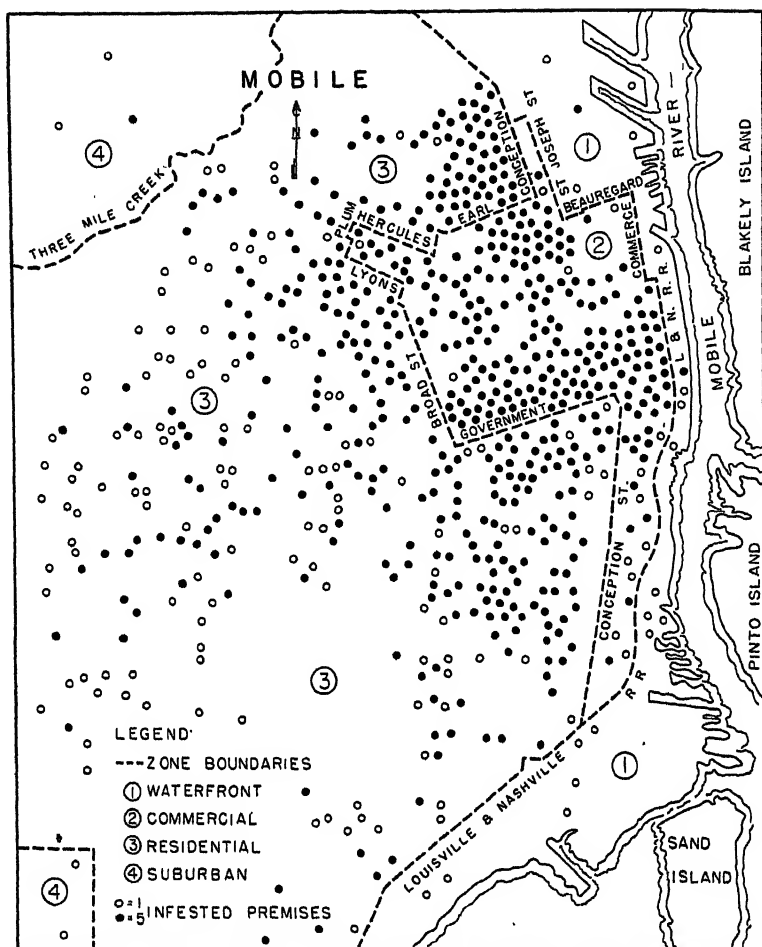 MOBILE
N
④
③
①
ST JOSEPH ST
CONCEPTION
RIVER
BEAUREGARD
BLAKELY ISLAND
THREE MILE CREEK
PLUM
HERCULES
EARL
②
COMMERCE
LYONS
L & N. R. R.
MOBILE
BROAD ST
③
GOVERNMENT
CONCEPTION ST.
PINTO ISLAND
③
R R
LOUISVILLE & NASHVILLE
①
LEGEND:
---ZONE BOUNDARIES
① WATERFRONT
② COMMERCIAL
③ RESIDENTIAL
④ SUBURBAN
○=1
●=5 INFESTED PREMISES
④
SAND
ISLAND